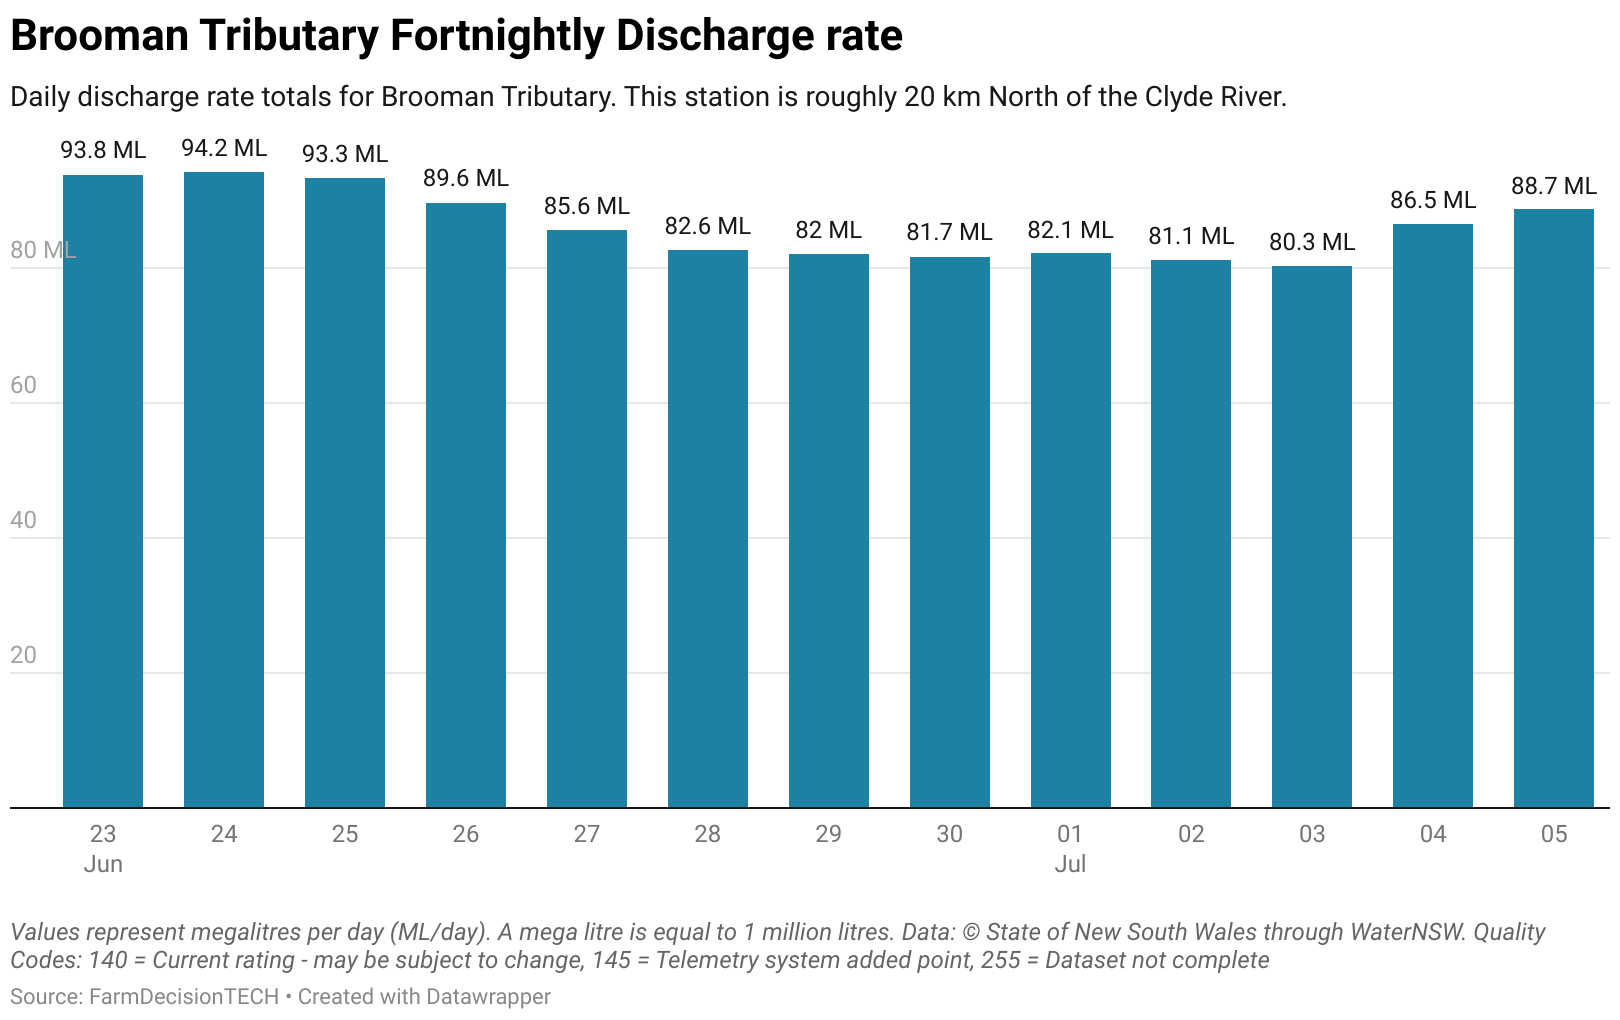 Brooman Tributary Fortnightly Discharge rate
Daily discharge rate totals for Brooman Tributary. This station is roughly 20 km North of the Clyde River.
93.8 ML
94.2 ML
93.3 ML
89.6 ML
85.6 ML
82.6 ML
82 ML
81.7 ML
82.1 ML
81.1 ML
80.3 ML
86.5 ML
88.7 ML
80 ML
60
40
20
23 24 25 26 27 28 29 30 01 02 03 04 05
Jun Jul
Values represent megalitres per day (ML/day). A mega litre is equal to 1 million litres. Data: © State of New South Wales through WaterNSW. Quality
Codes: 140 = Current rating - may be subject to change, 145 = Telemetry system added point, 255 = Dataset not complete
Source: FarmDecisionTECH • Created with Datawrapper